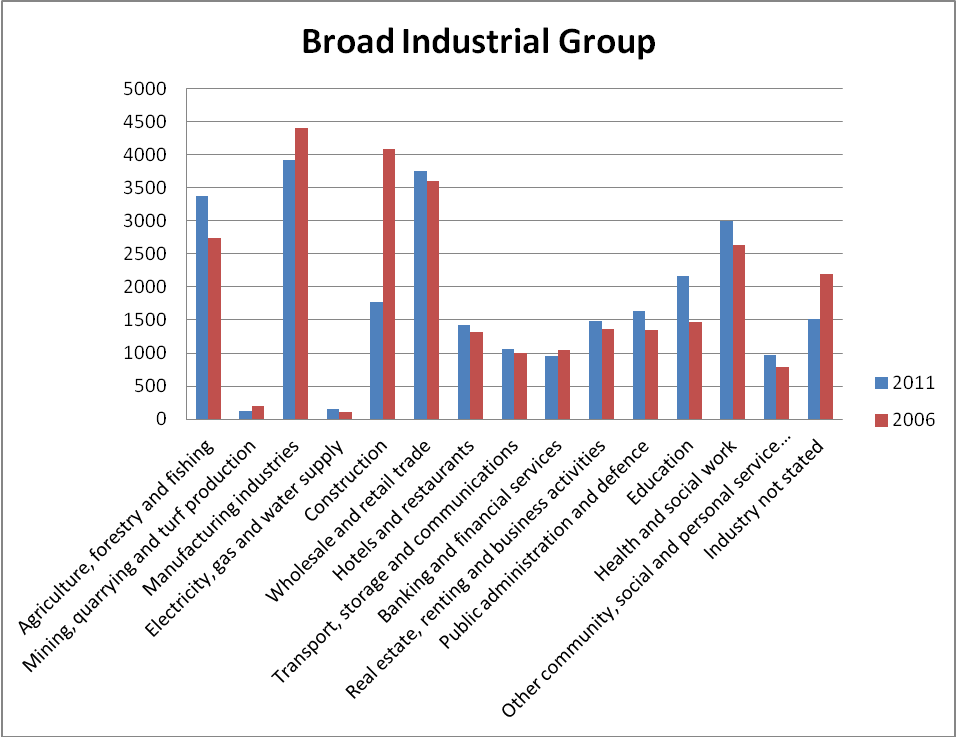 Broad Industrial Group
5000
4500
4000
3500
3000
2500
2000
1500
1000
500
0
2011
2006
Agriculture, forestry and fishing
Mining, quarrying and turf production
Manufacturing industries
Electricity, gas and water supply
Construction
Wholesale and retail trade
Hotels and restaurants
Transport, storage and communications
Banking and financial services
Real estate, renting and business activities
Public administration and defence
Education
Health and social work
Other community, social and personal service...
Industry not stated